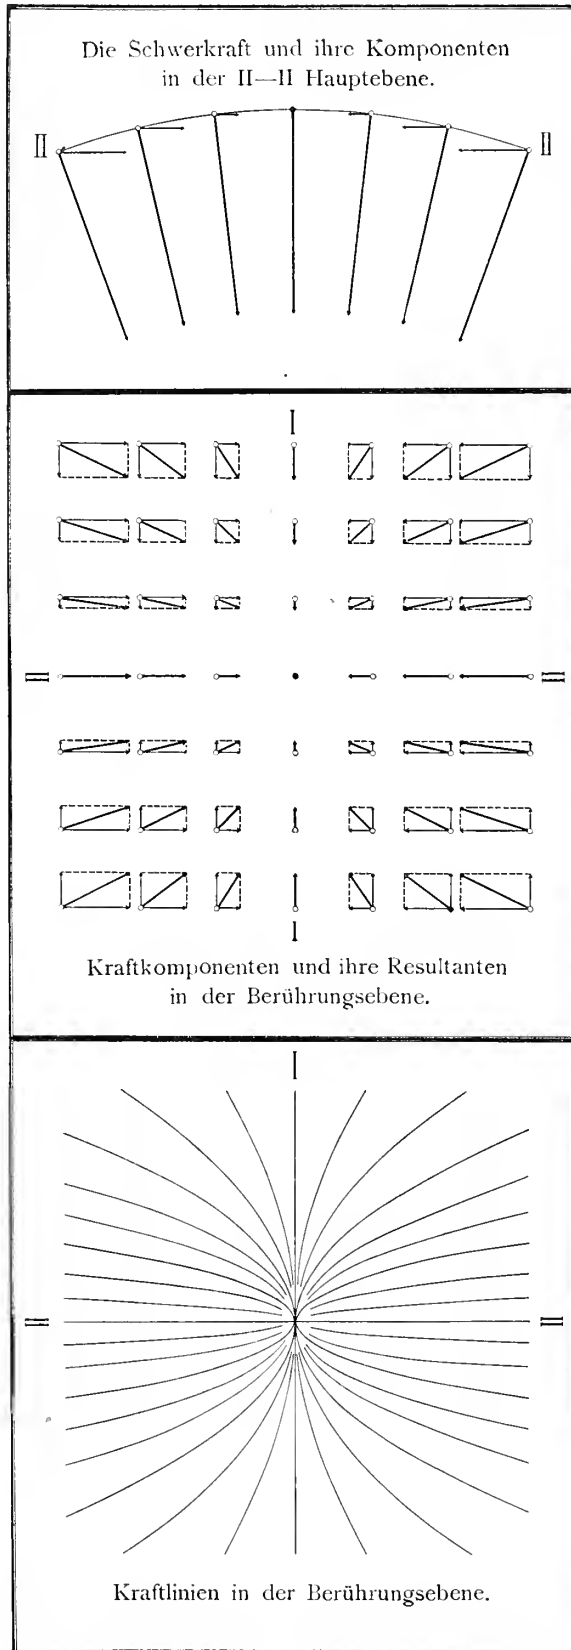 Die Schwerkraft und ihre Komponenten
in der II—II Hauptebene.
II II
I
II II
I
Kraftkomponenten und ihre Resultanten
in der Berührungsebene.
I
II II
Kraftlinien in der Berührungsebene.